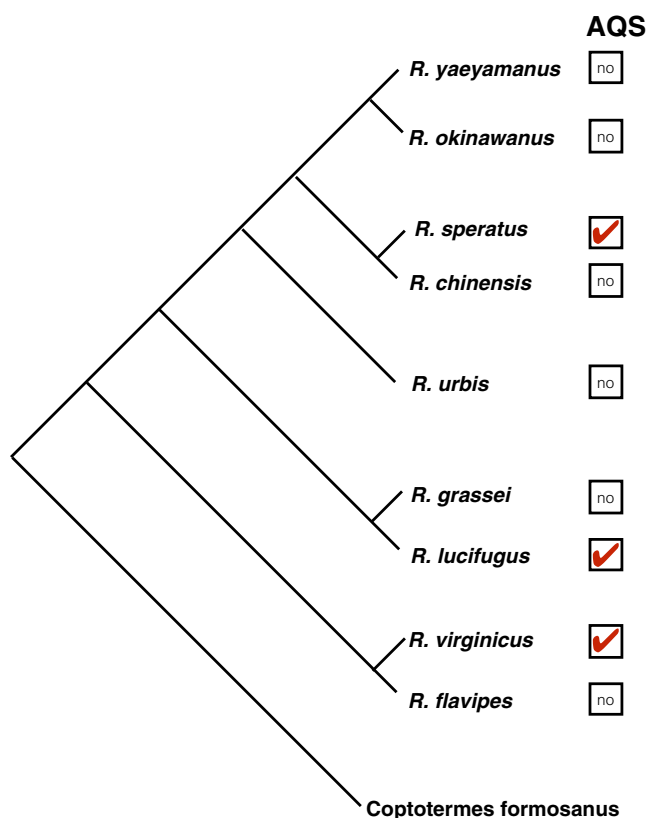 AQS
R. yaeyamanus no
R. okinawanus no
R. speratus
R. chinensis no
R. urbis no
R. grassei no
R. lucifugus
R. virginicus
R. flavipes no
Coptotermes formosanus